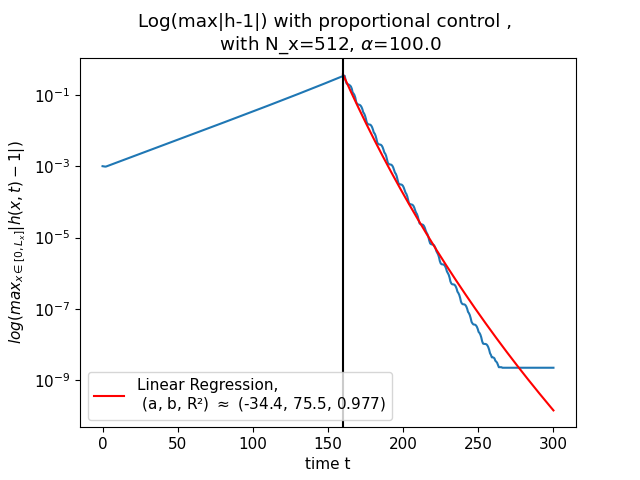 Log(max|h-1|) with proportional control ,
with N_x=512, α=100.0
log(max_{x∈[0,L_x]}|h(x, t) − 1|)
10^{-1}
10^{-3}
10^{-5}
10^{-7}
10^{-9}
Linear Regression,
(a, b, R²) ≈ (-34.4, 75.5, 0.977)
0 50 100 150 200 250 300
time t